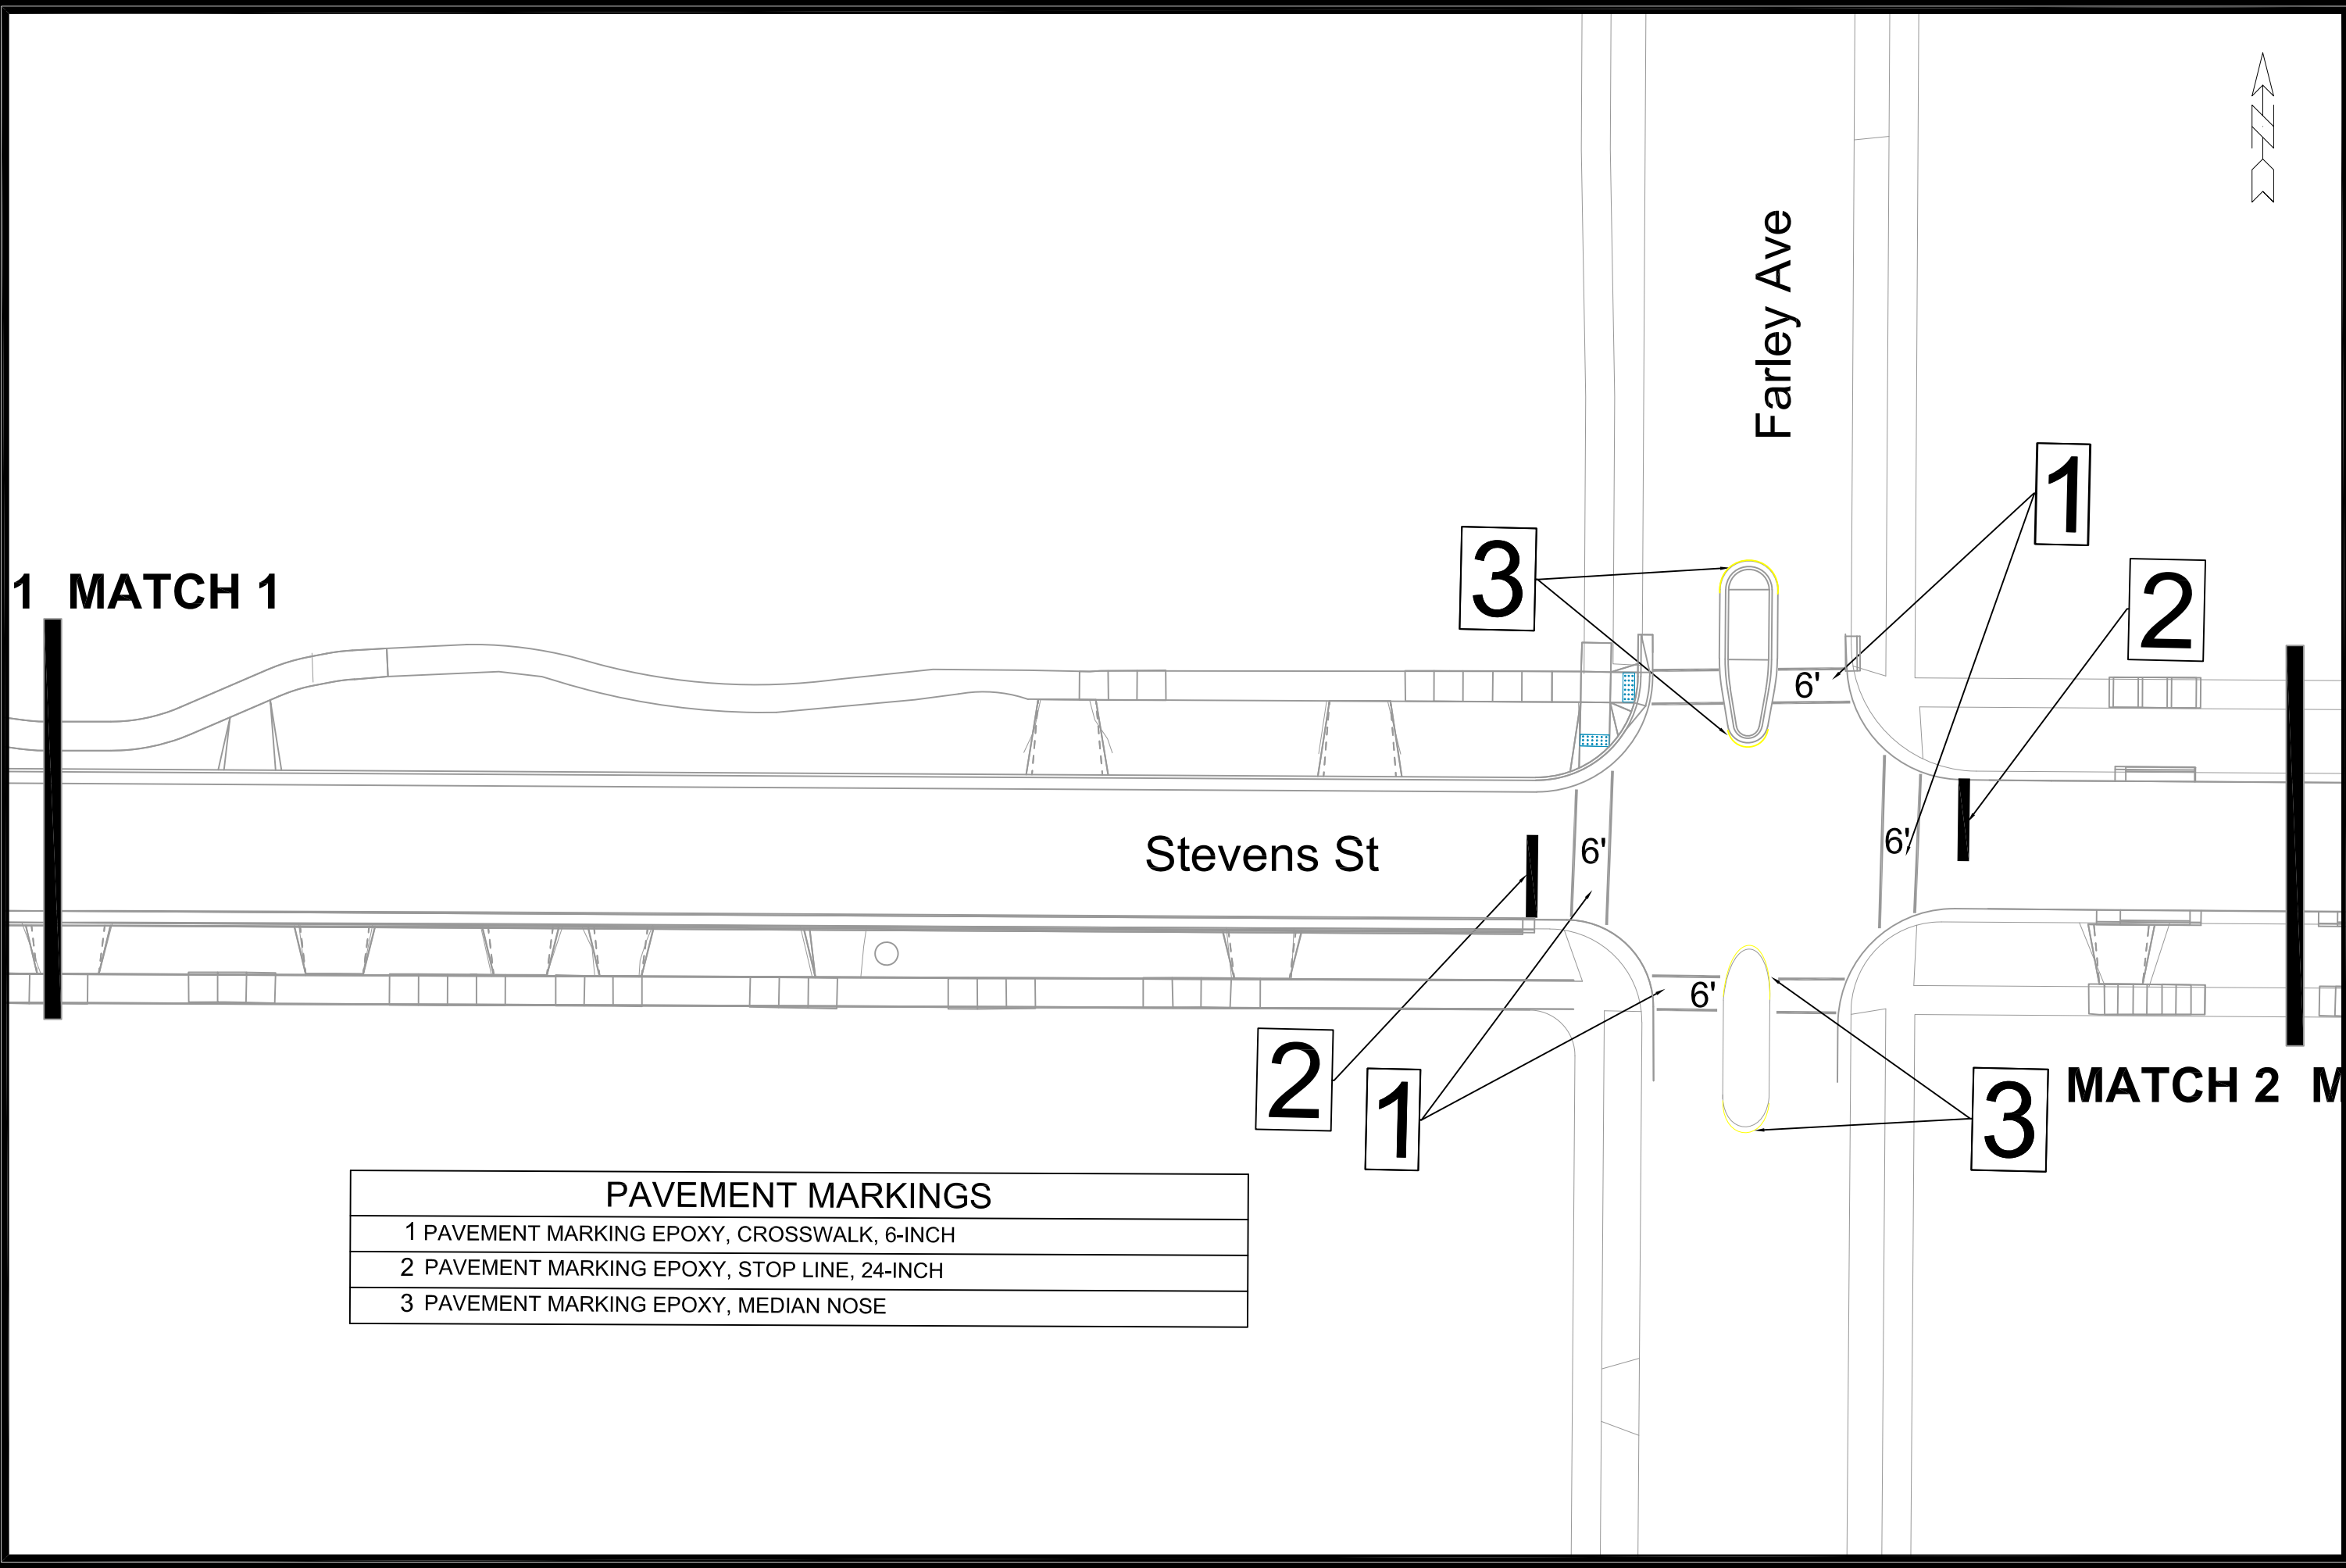 N
Farley Ave
1
3
2
1 MATCH 1
6'
Stevens St
6'
6'
6'
2
1
3
MATCH 2 M
PAVEMENT MARKINGS
1 PAVEMENT MARKING EPOXY, CROSSWALK, 6-INCH
2 PAVEMENT MARKING EPOXY, STOP LINE, 24-INCH
3 PAVEMENT MARKING EPOXY, MEDIAN NOSE